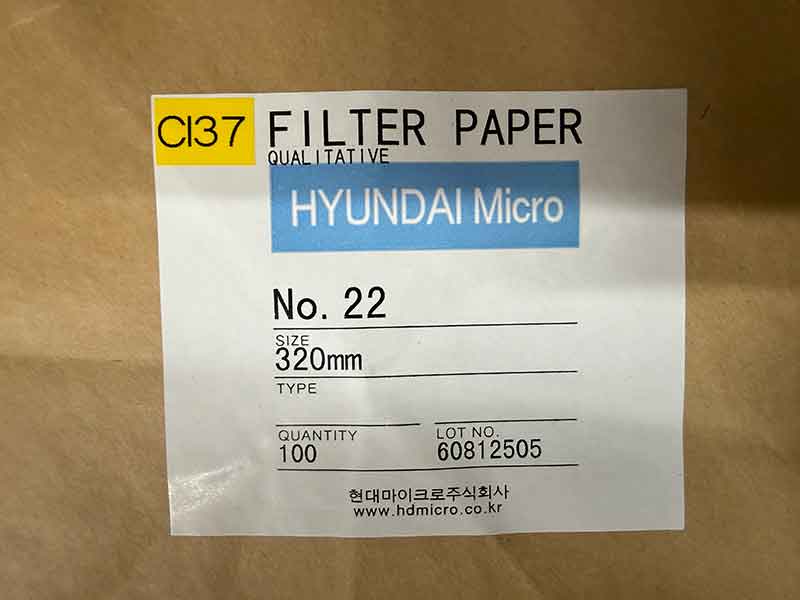 CI37
FILTER PAPER
QUALITATIVE
HYUNDAI Micro
No. 22
SIZE
320mm
TYPE
QUANTITY
100
LOT NO.
60812505
현대마이크로주식회사
www.hdmicro.co.kr